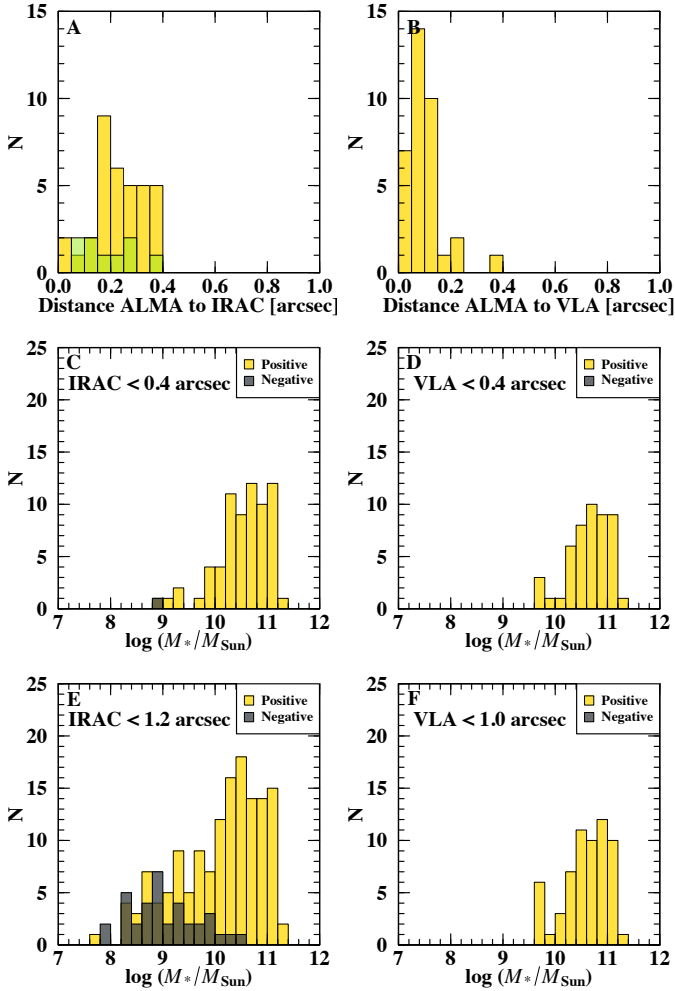 15
10
5
0
N
A
0.0 0.2 0.4 0.6 0.8 1.0
Distance ALMA to IRAC [arcsec]
15
10
5
0
N
B
0.0 0.2 0.4 0.6 0.8 1.0
Distance ALMA to VLA [arcsec]
25
20
15
10
5
0
N
C
IRAC < 0.4 arcsec
Positive
Negative
7 8 9 10 11 12
log (M*/MSun)
25
20
15
10
5
0
N
D
VLA < 0.4 arcsec
Positive
Negative
7 8 9 10 11 12
log (M*/MSun)
25
20
15
10
5
0
N
E
IRAC < 1.2 arcsec
Positive
Negative
7 8 9 10 11 12
log (M*/MSun)
25
20
15
10
5
0
N
F
VLA < 1.0 arcsec
Positive
Negative
7 8 9 10 11 12
log (M*/MSun)